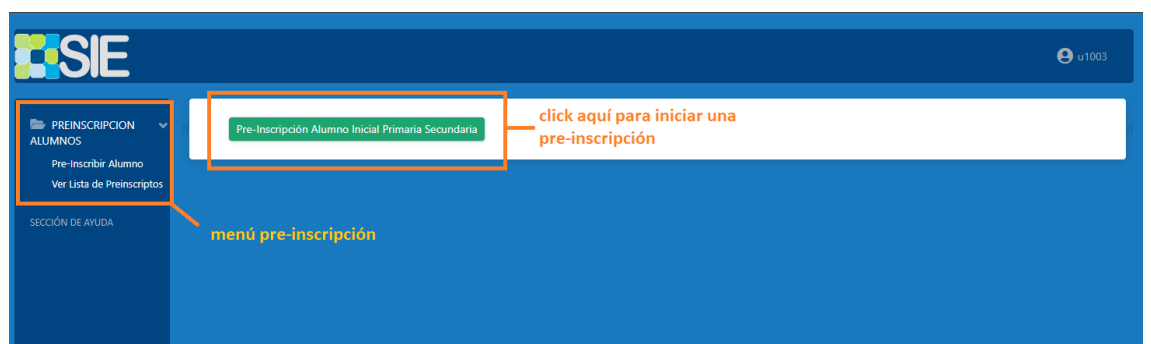 SIE
u1003
PREINSCRIPCION
ALUMNOS
Pre-Inscribir Alumno
Ver Lista de Preinscriptos
SECCIÓN DE AYUDA
Pre-Inscripción Alumno Inicial Primaria Secundaria
click aquí para iniciar una
pre-inscripción
menú pre-inscripción